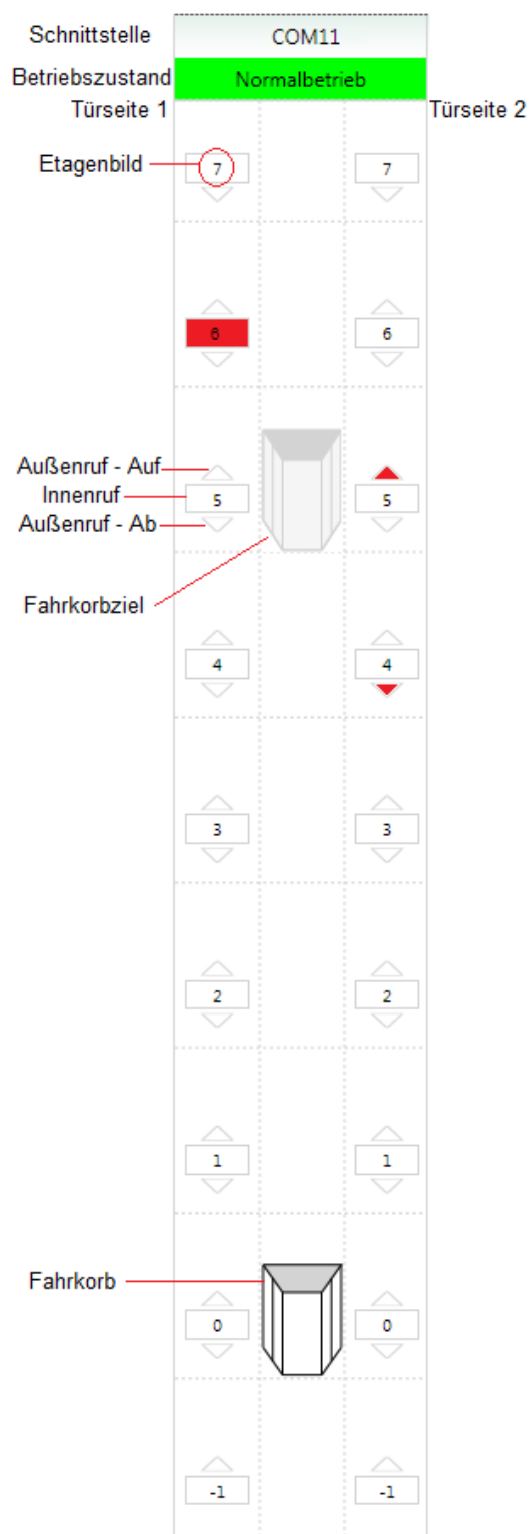 Schnittstelle COM11
Betriebszustand Normalbetrieb
Türseite 1 Türseite 2
Etagenbild 7 7
6 6
Außenruf - Auf
Innenruf 5 5
Außenruf - Ab
Fahrkorbziel
4 4
3 3
2 2
1 1
Fahrkorb
0 0
-1 -1